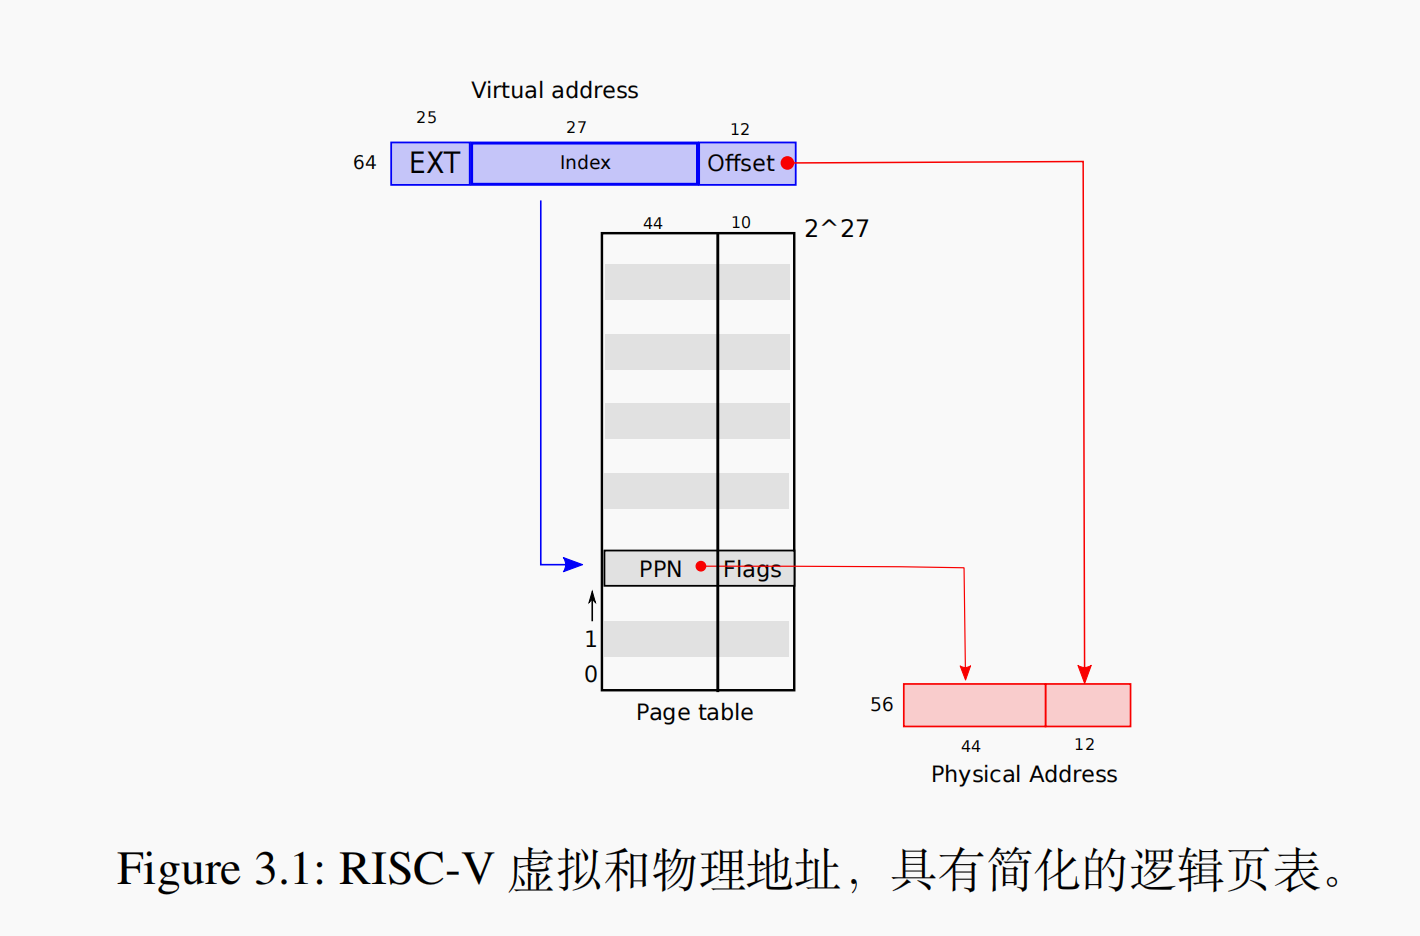 Virtual address
25
27
12
64
EXT
Index
Offset
44
10
2^27
PPN
Flags
1
0
Page table
56
44
12
Physical Address
Figure 3.1: RISC-V 虚拟和物理地址，具有简化的逻辑页表。